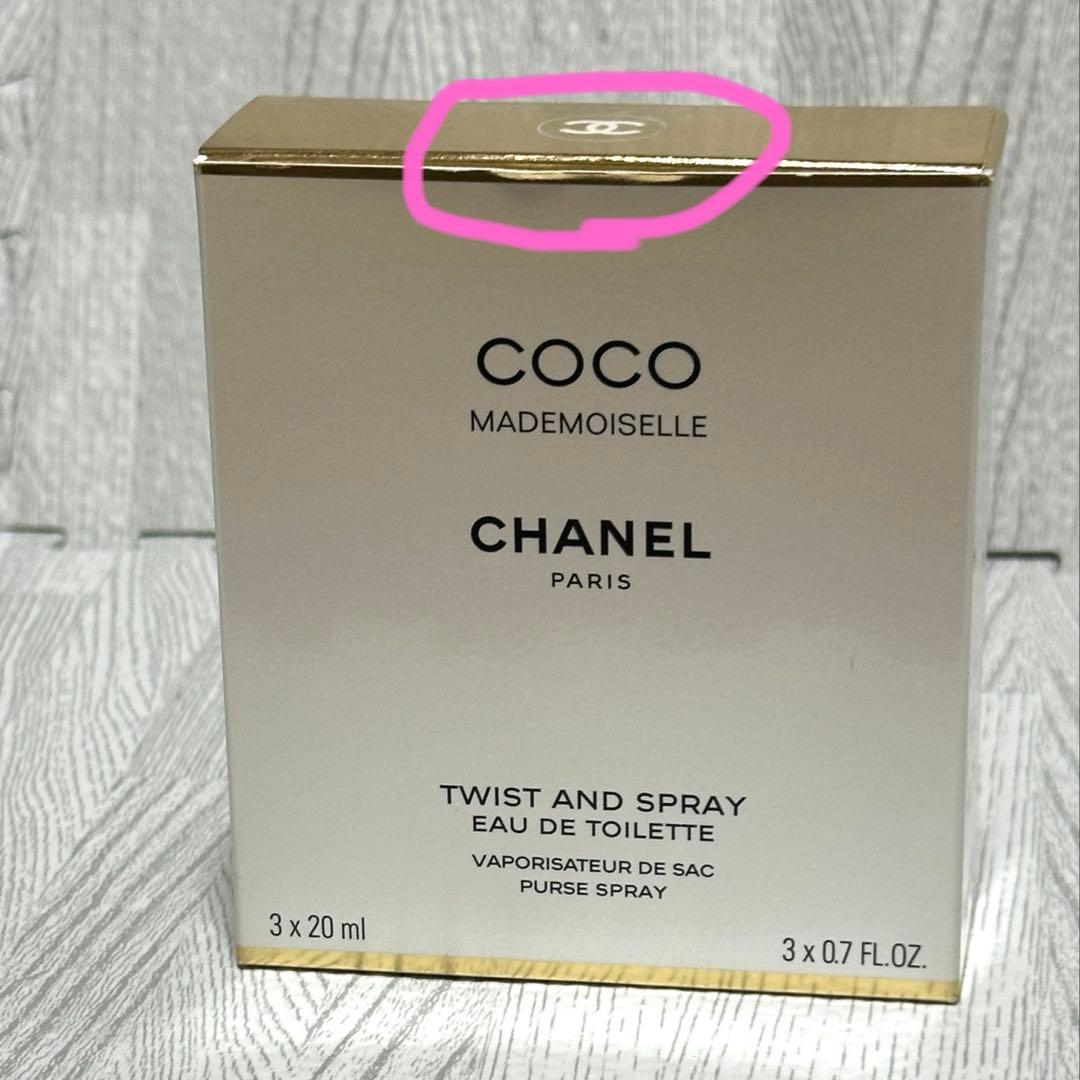 COCO
MADEMOISELLE
CHANEL
PARIS
TWIST AND SPRAY
EAU DE TOILETTE
VAPORISATEUR DE SAC
PURSE SPRAY
3 x 20 ml
3 x 0.7 FL.OZ.